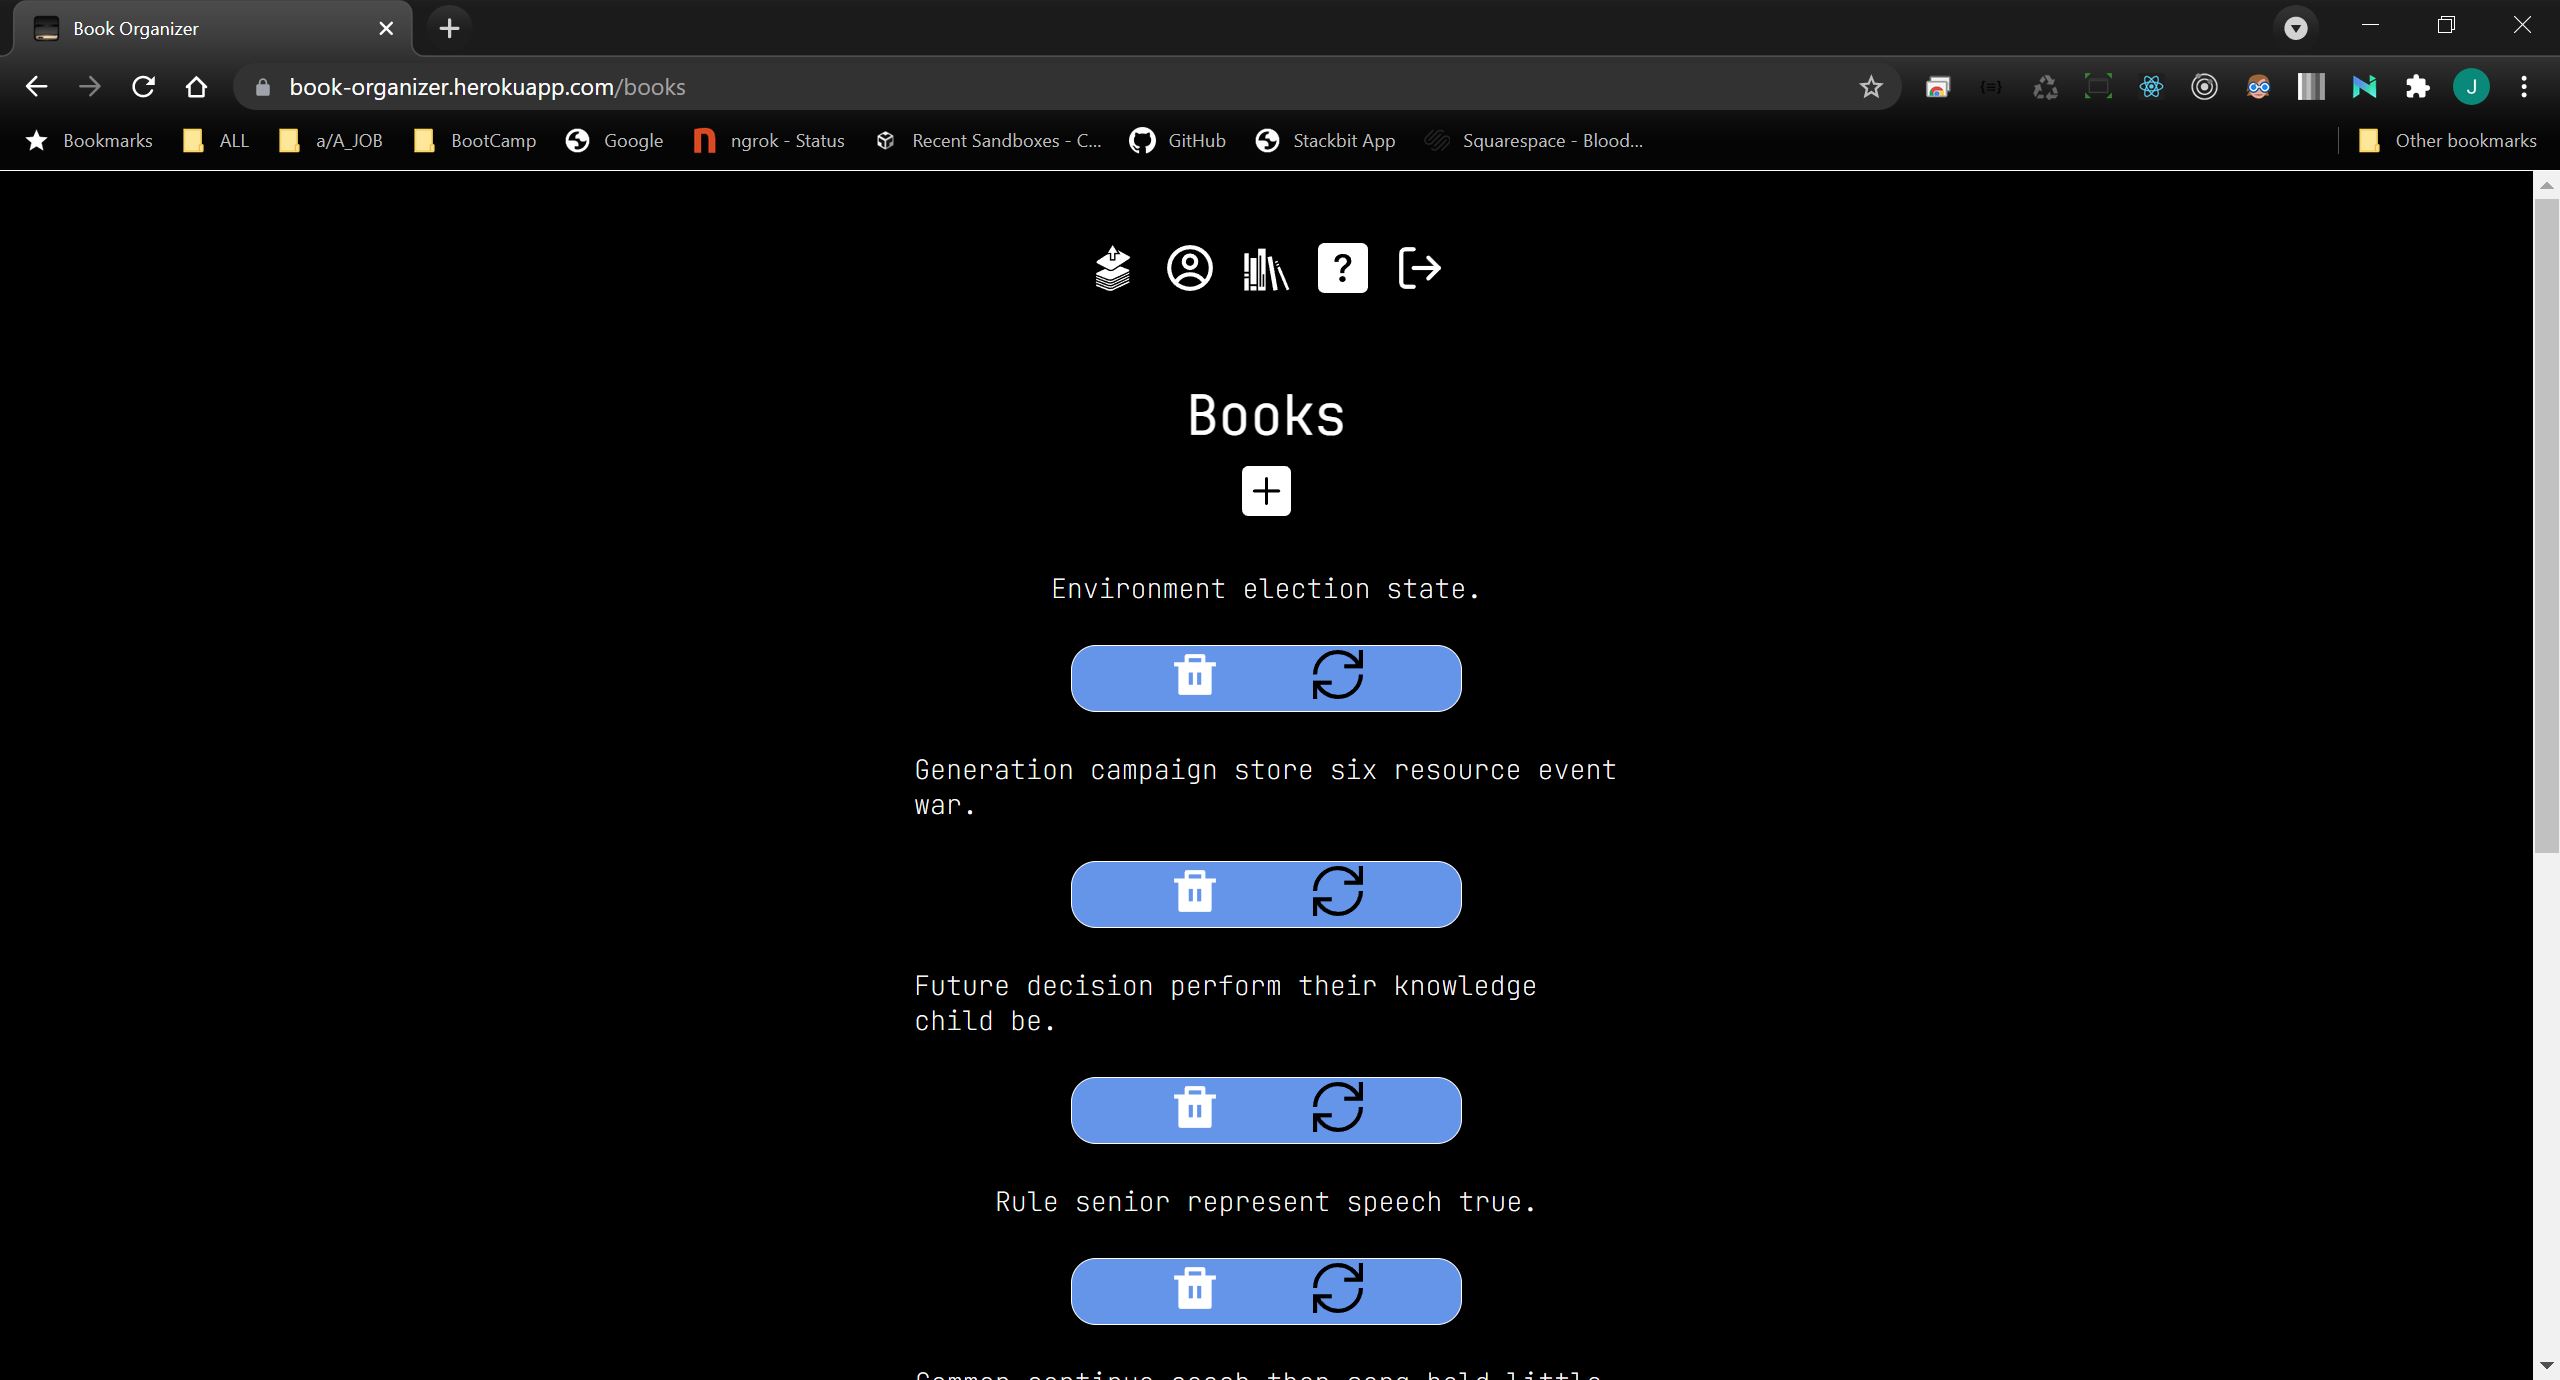 Book Organizer
book-organizer.herokuapp.com/books
J
Bookmarks ALL a/A_JOB BootCamp Google ngrok - Status Recent Sandboxes - C... GitHub Stackbit App Squarespace - Blood... Other bookmarks
?
Books
Environment election state.
Generation campaign store six resource event
war.
Future decision perform their knowledge
child be.
Rule senior represent speech true.